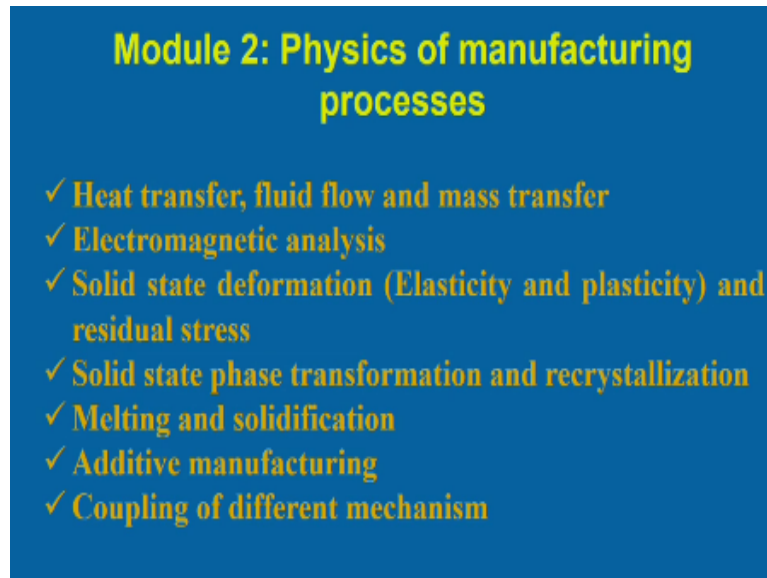 Module 2: Physics of manufacturing
processes
✓ Heat transfer, fluid flow and mass transfer
✓ Electromagnetic analysis
✓ Solid state deformation (Elasticity and plasticity) and
residual stress
✓ Solid state phase transformation and recrystallization
✓ Melting and solidification
✓ Additive manufacturing
✓ Coupling of different mechanism